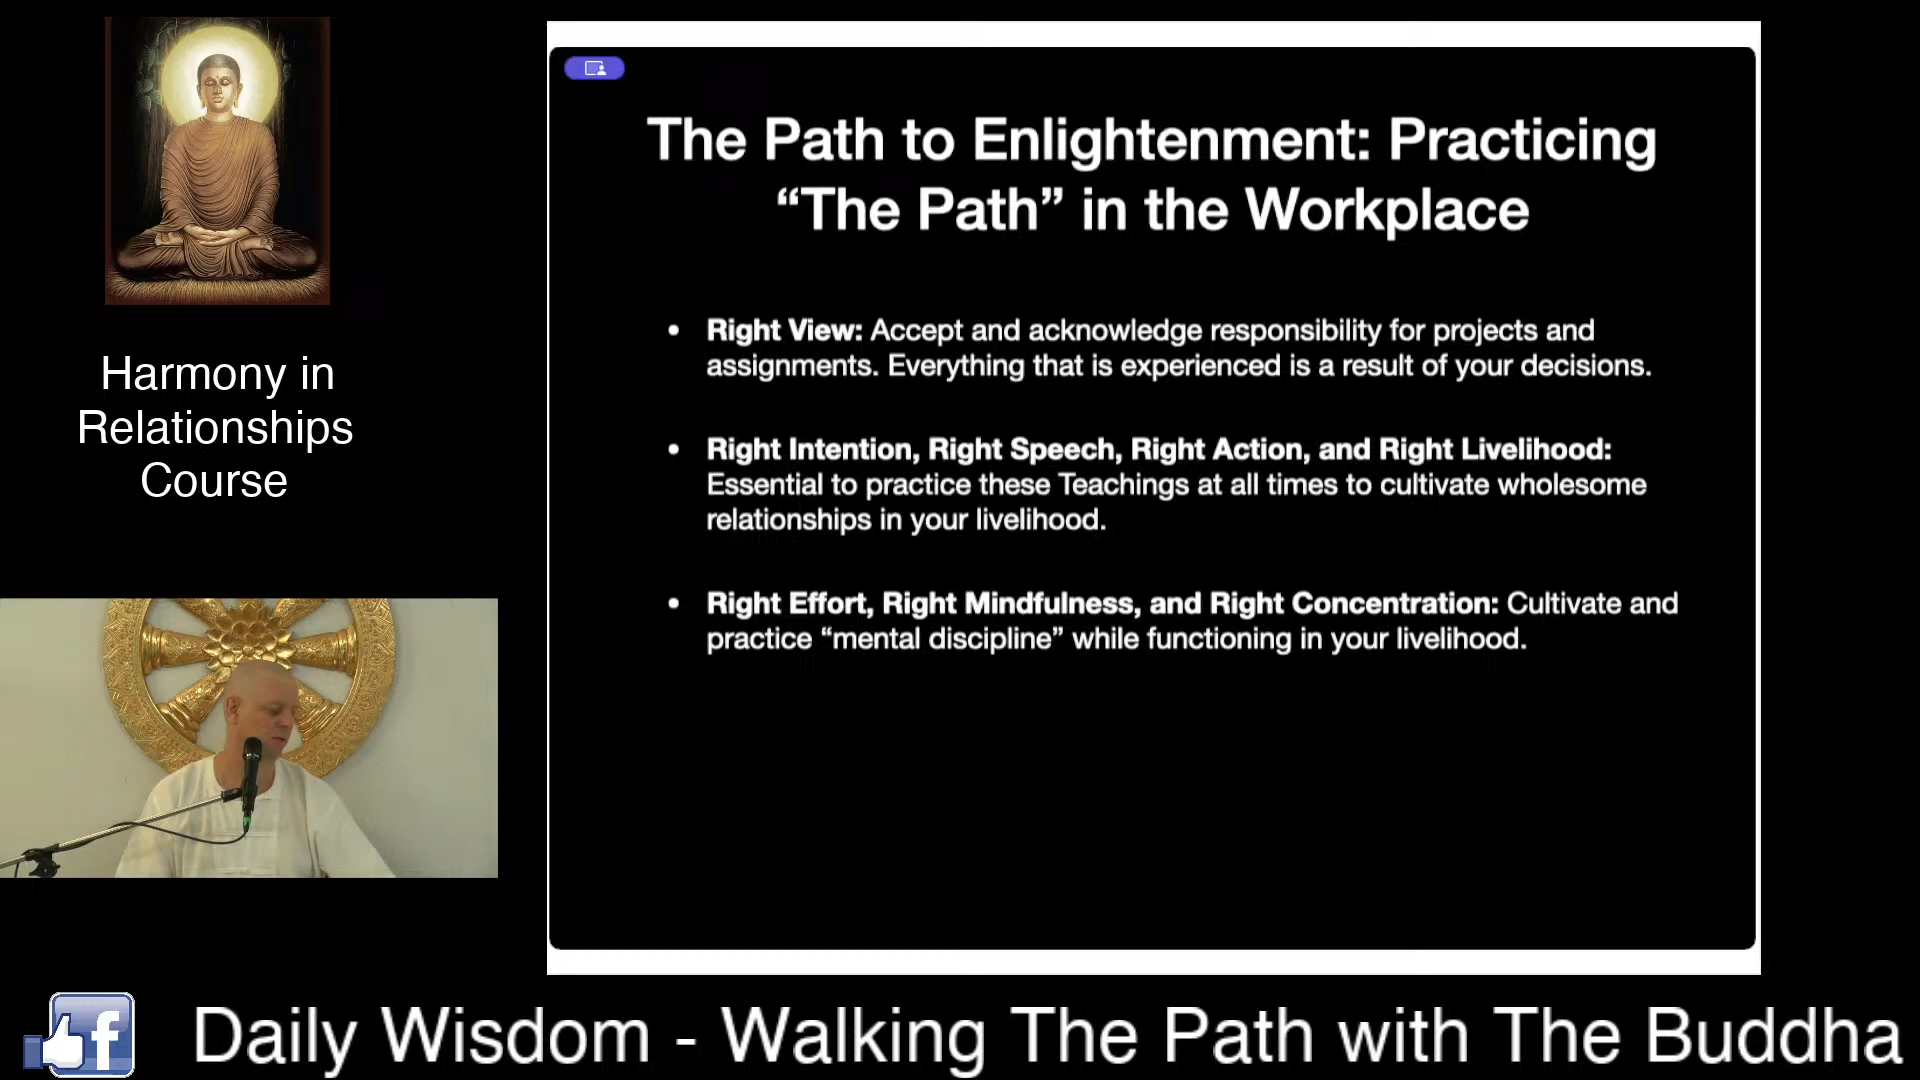 Harmony in
Relationships
Course
The Path to Enlightenment: Practicing
“The Path” in the Workplace
• Right View: Accept and acknowledge responsibility for projects and
assignments. Everything that is experienced is a result of your decisions.
• Right Intention, Right Speech, Right Action, and Right Livelihood:
Essential to practice these Teachings at all times to cultivate wholesome
relationships in your livelihood.
• Right Effort, Right Mindfulness, and Right Concentration: Cultivate and
practice “mental discipline” while functioning in your livelihood.
f
Daily Wisdom - Walking The Path with The Buddha